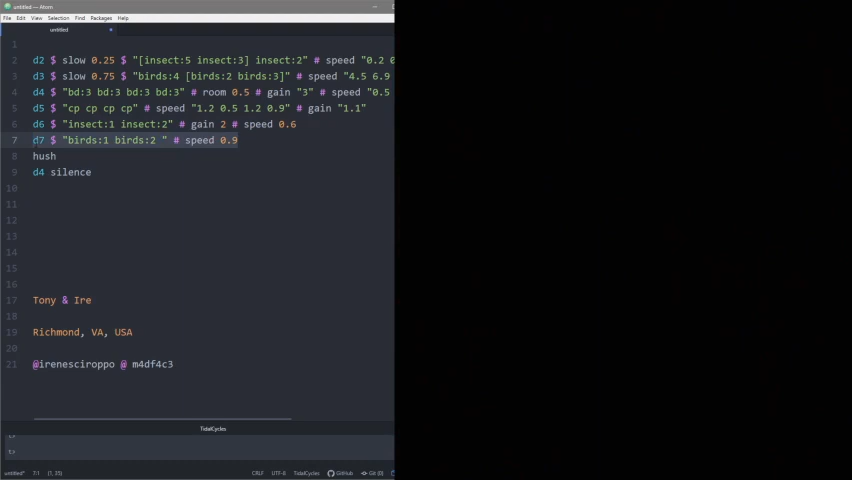 untitled — Atom
File Edit View Selection Find Packages Help
untitled
1
2 d2 $ slow 0.25 $ "[insect:5 insect:3] insect:2" # speed "0.2 0
3 d3 $ slow 0.75 $ "birds:4 [birds:2 birds:3]" # speed "4.5 6.9
4 d4 $ "bd:3 bd:3 bd:3 bd:3" # room 0.5 # gain "3" # speed "0.5
5 d5 $ "cp cp cp cp" # speed "1.2 0.5 1.2 0.9" # gain "1.1"
6 d6 $ "insect:1 insect:2" # gain 2 # speed 0.6
7 d7 $ "birds:1 birds:2 " # speed 0.9
8 hush
9 d4 silence
10
11
12
13
14
15
16
17 Tony & Ire
18
19 Richmond, VA, USA
20
21 @irenesciroppo @ m4df4c3
TidalCycles
t>
t>
untitled* 7:1 (1, 23) CRLF UTF-8 TidalCycles GitHub Git (0)